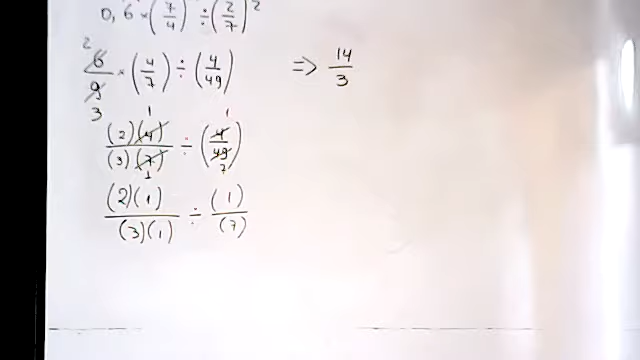 0,6 × (7/4) ÷ (2/7)²
2 6/9 3 × (4/7) ÷ (4/49) => 14/3
(2)(4) 1 / (3)(7) 1 ÷ (4 1 / 49 7)
(2)(1)/(3)(1) ÷ (1)/(7)